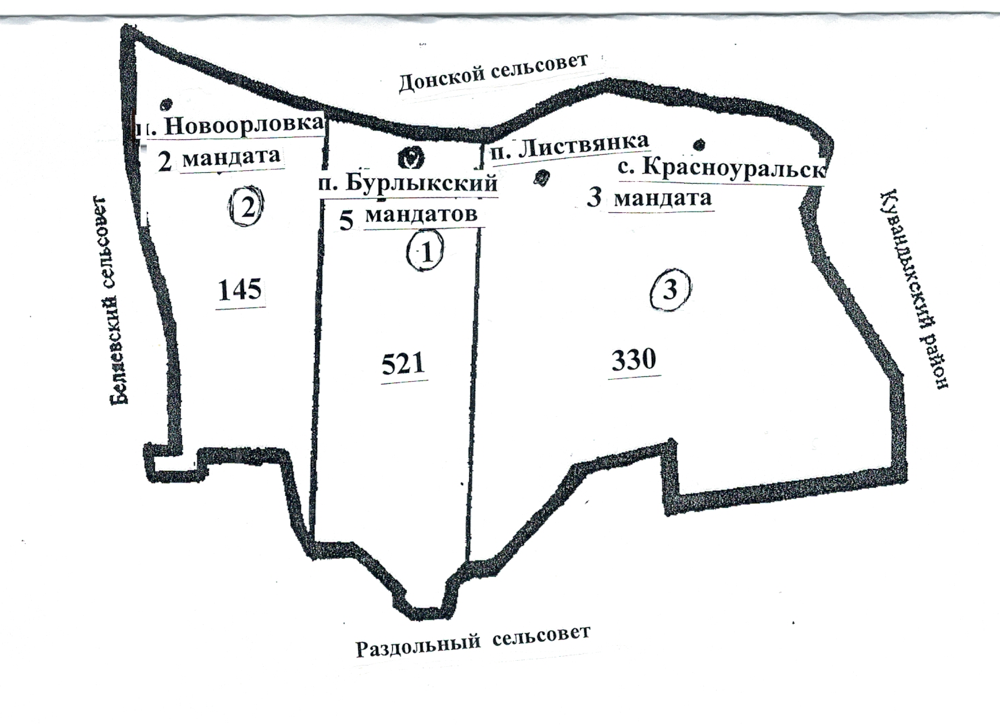 Донской сельсовет
п. Новоорловка
2 мандата
2
145
п. Бурлыкский
5 мандатов
1
521
п. Листвянка
с. Красноуральск
3 мандата
3
330
Беляевский сельсовет
Кувандыкский район
Раздольный сельсовет